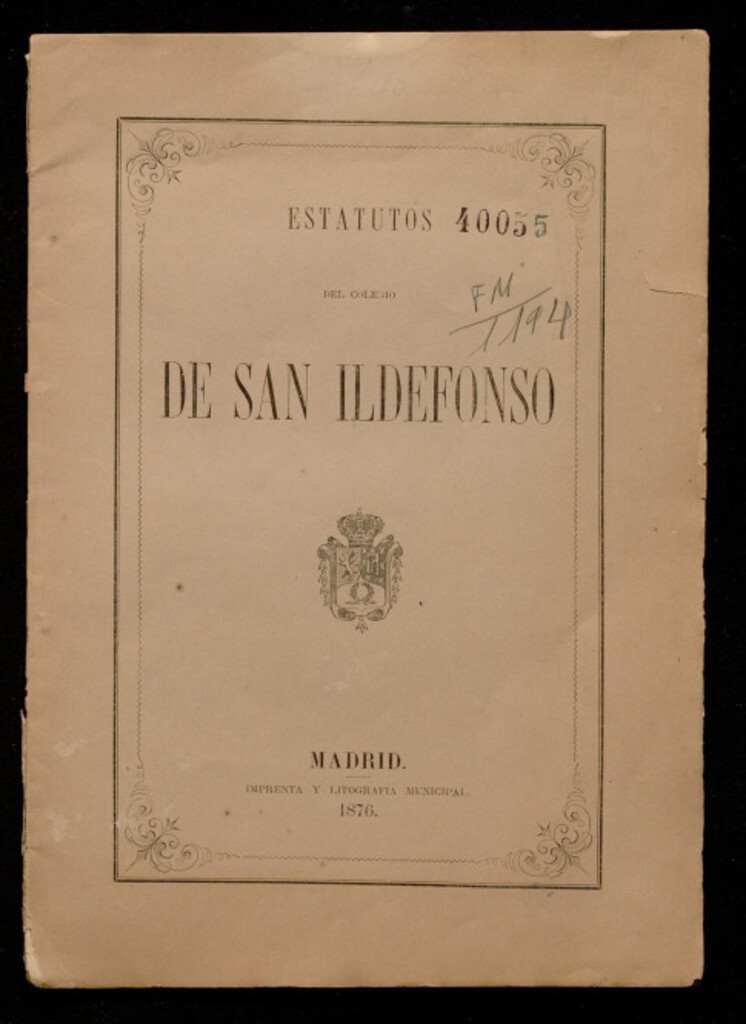 ESTATUTOS 40055
DEL COLEGIO
FM
1194
DE SAN ILDEFONSO
MADRID.
IMPRENTA Y LITOGRAFIA MUNICIPAL.
1876.